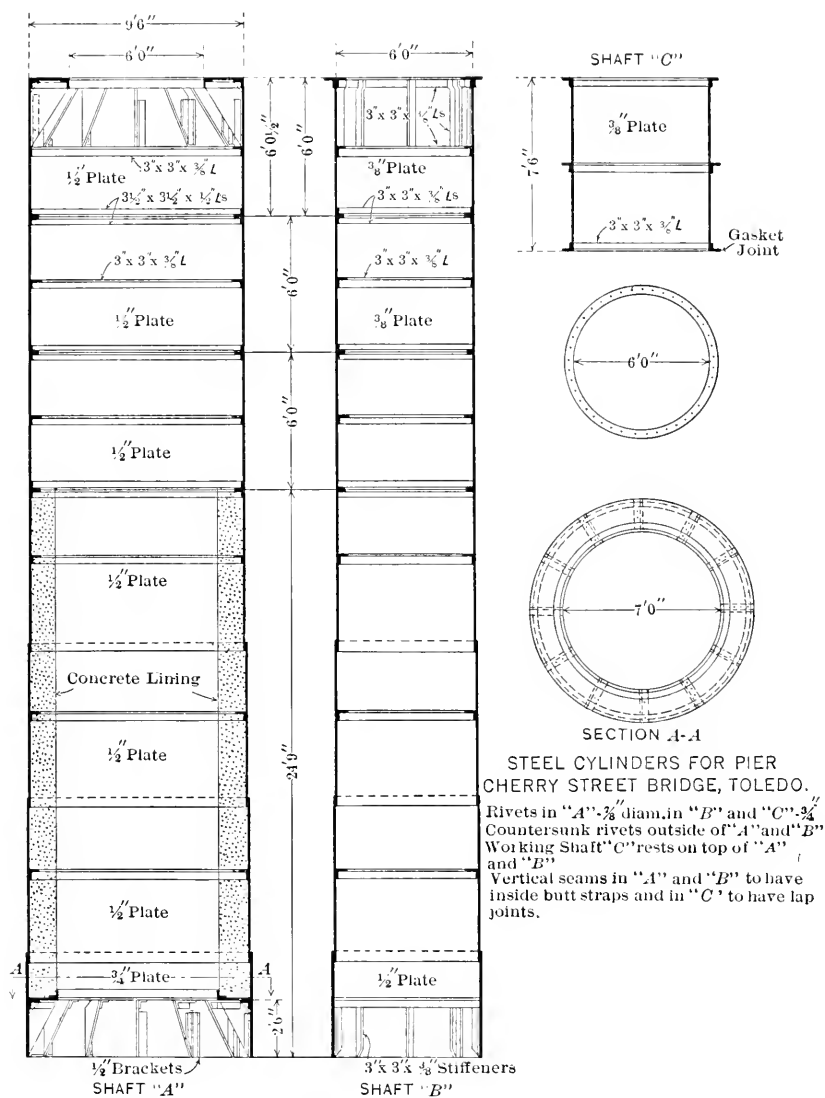 9'6"
6'0"
6'0"
SHAFT "C"
3"x 3"x ⅜"Ls
⅜"Plate
6'0½"
6'0"
7'6"
½"Plate
3"x 3"x ⅜"L
3½"x 3½"x ½"Ls
⅜"Plate
3"x 3"x ⅜"Ls
3"x 3"x ⅜"L
Gasket
Joint
3"x 3"x ⅜"L
3"x 3"x ⅜"L
6'0"
½"Plate
⅜"Plate
6'0"
6'0"
½"Plate
½"Plate
7'0"
Concrete Lining
SECTION A-A
½"Plate
24'9"
STEEL CYLINDERS FOR PIER
CHERRY STREET BRIDGE, TOLEDO.
Rivets in "A"-⅞"diam.in "B" and "C"-¾"
Countersunk rivets outside of "A" and "B"
Working Shaft "C" rests on top of "A"
and "B"
Vertical seams in "A" and "B" to have
inside butt straps and in "C" to have lap
joints.
½"Plate
A
¾"Plate
A
½"Plate
2'6"
½"Brackets
3"x 3"x ⅜"Stiffeners
SHAFT "A"
SHAFT "B"